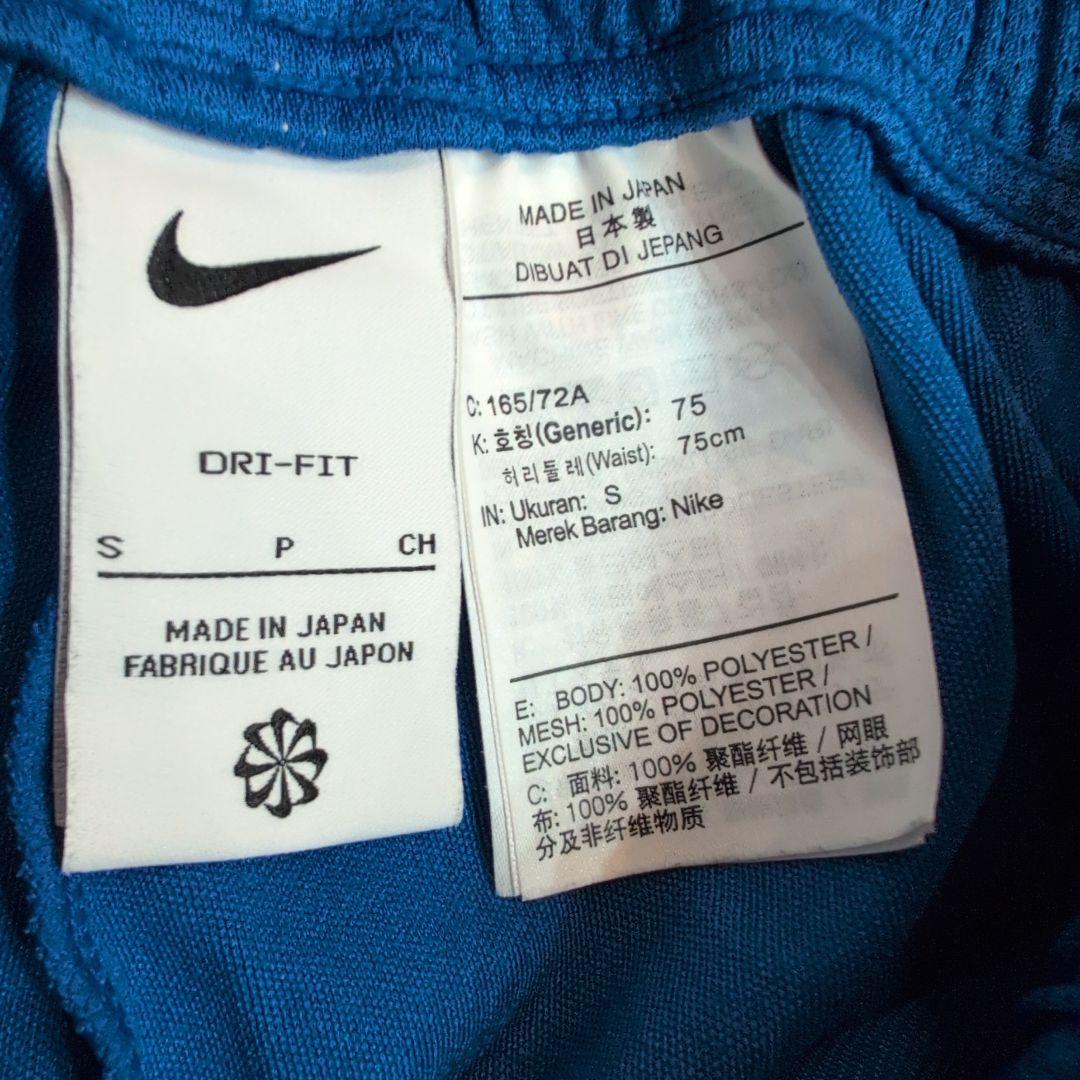 DRI-FIT
S P CH
MADE IN JAPAN
FABRIQUE AU JAPON
MADE IN JAPAN
日本製
DIBUAT DI JEPANG
C: 165/72A
K: 호칭(Generic): 75
허리둘레(Waist): 75cm
IN: Ukuran: S
Merek Barang: Nike
E: BODY: 100% POLYESTER /
MESH: 100% POLYESTER /
EXCLUSIVE OF DECORATION
C: 面料: 100% 聚酯纤维 / 网眼
布: 100% 聚酯纤维 / 不包括装饰部
分及非纤维物质